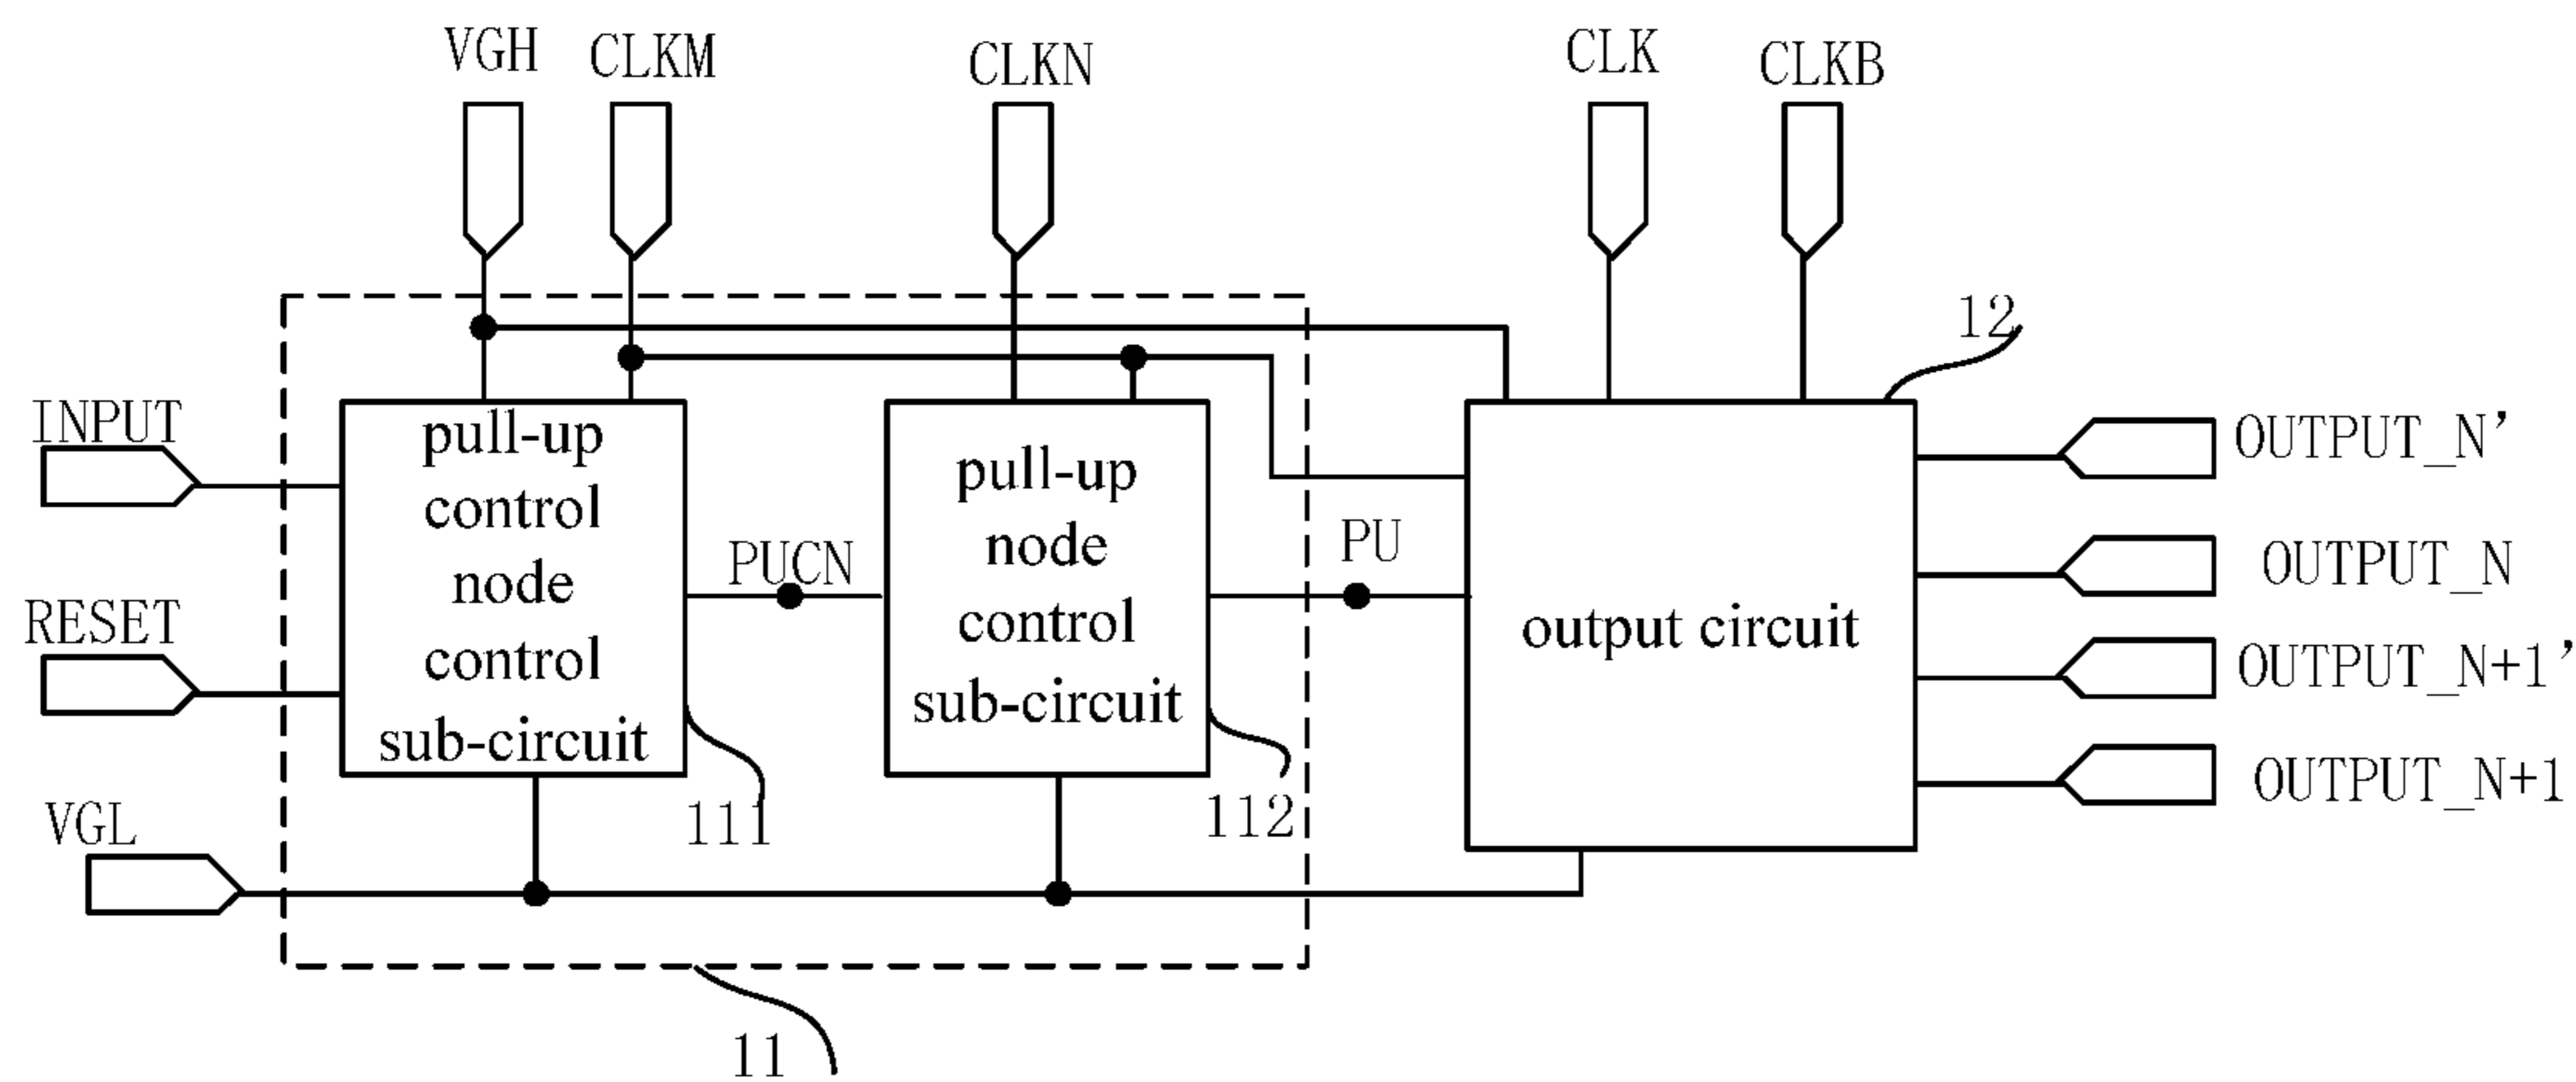 VGH
CLKM
CLKN
CLK
CLKB
12
INPUT
RESET
VGL
pull-up
control
node
control
sub-circuit
111
PUCN
pull-up
node
control
sub-circuit
112
PU
output circuit
OUTPUT_N’
OUTPUT_N
OUTPUT_N+1’
OUTPUT_N+1
11